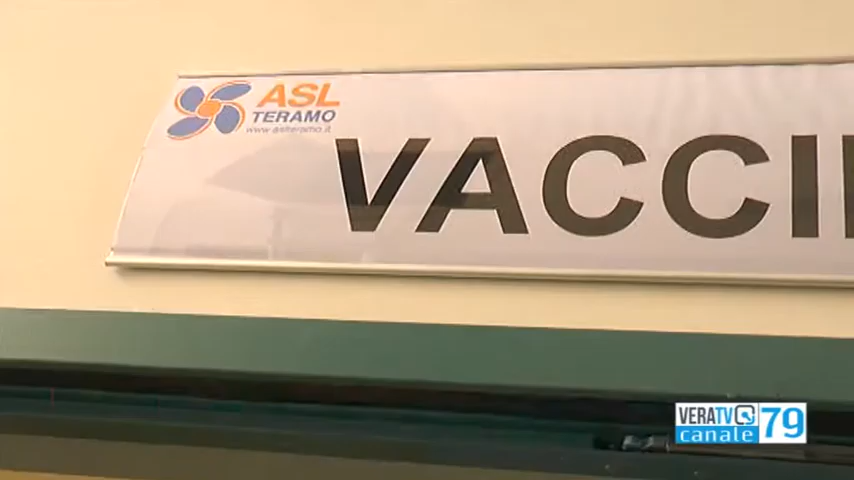 ASL
TERAMO
www.aslteramo.it
VACCI
VERATV
canale 79